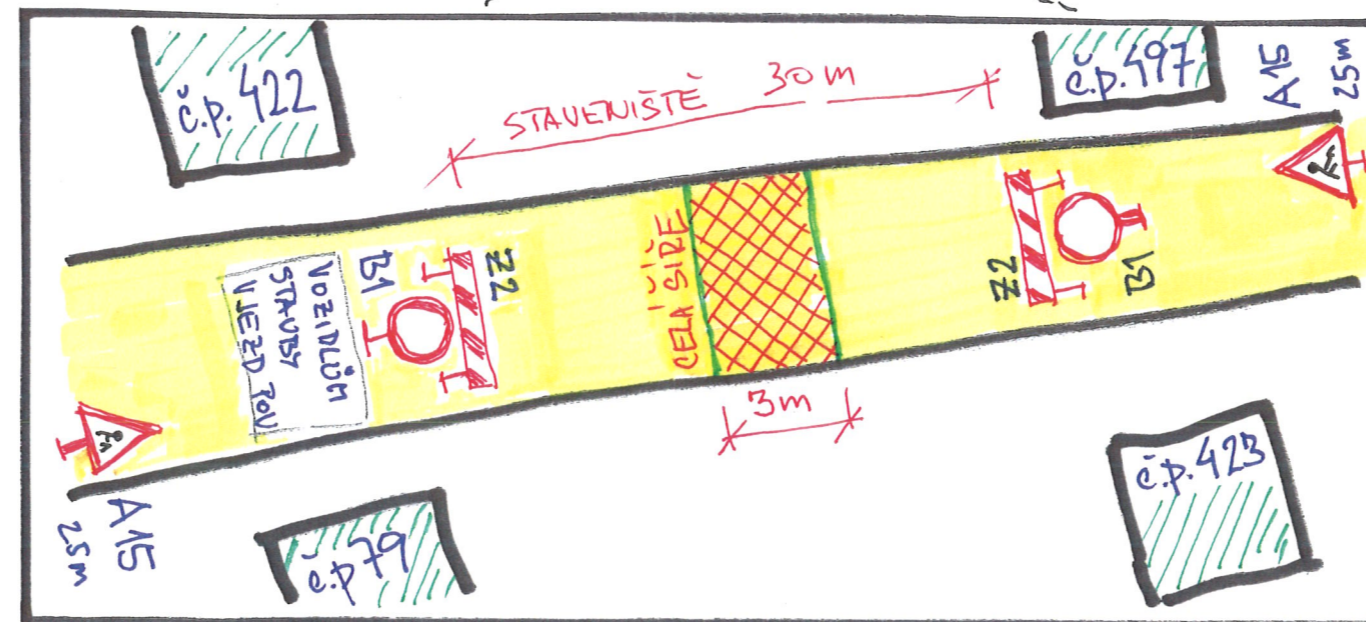 č.p. 422
STAVENIŠTĚ 30 m
č.p. 497
A15
25 m
VOZIDLŮM
STAVBY
VJEZD POV
B1
Z2
CELÁ ŠÍŘE
Z2
B1
3m
A15
25 m
č.p 79
č.p. 423